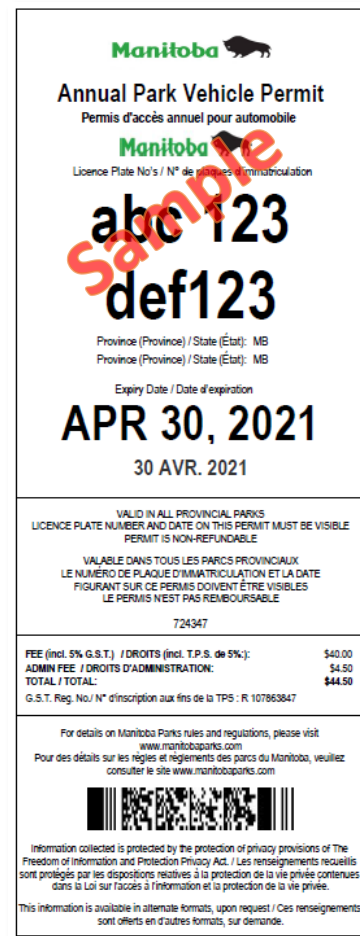 Manitoba
Annual Park Vehicle Permit
Permis d'accès annuel pour automobile
Manitoba
Licence Plate No's / N° de plaques d'immatriculation
abc 123
def123
Sample
Province (Province) / State (État): MB
Province (Province) / State (État): MB
Expiry Date / Date d'expiration
APR 30, 2021
30 AVR. 2021
VALID IN ALL PROVINCIAL PARKS
LICENCE PLATE NUMBER AND DATE ON THIS PERMIT MUST BE VISIBLE
PERMIT IS NON-REFUNDABLE
VALABLE DANS TOUS LES PARCS PROVINCIAUX
LE NUMÉRO DE PLAQUE D'IMMATRICULATION ET LA DATE
FIGURANT SUR CE PERMIS DOIVENT ÊTRE VISIBLES
LE PERMIS N'EST PAS REMBOURSABLE
724347
FEE (incl. 5% G.S.T.) / DROITS (incl. T.P.S. de 5%:): $40.00
ADMIN FEE / DROITS D'ADMINISTRATION: $4.50
TOTAL / TOTAL: $44.50
G.S.T. Reg. No./ N° d'inscription aux fins de la TPS : R 107863847
For details on Manitoba Parks rules and regulations, please visit
www.manitobaparks.com
Pour des détails sur les règles et règlements des parcs du Manitoba, veuillez
consulter le site www.manitobaparks.com
Information collected is protected by the protection of privacy provisions of The
Freedom of Information and Protection Privacy Act. / Les renseignements recueillis
sont protégés par les dispositions relatives à la protection de la vie privée contenues
dans la Loi sur l'accès à l'information et la protection de la vie privée.
This information is available in alternate formats, upon request / Ces renseignements
sont offerts en d'autres formats, sur demande.